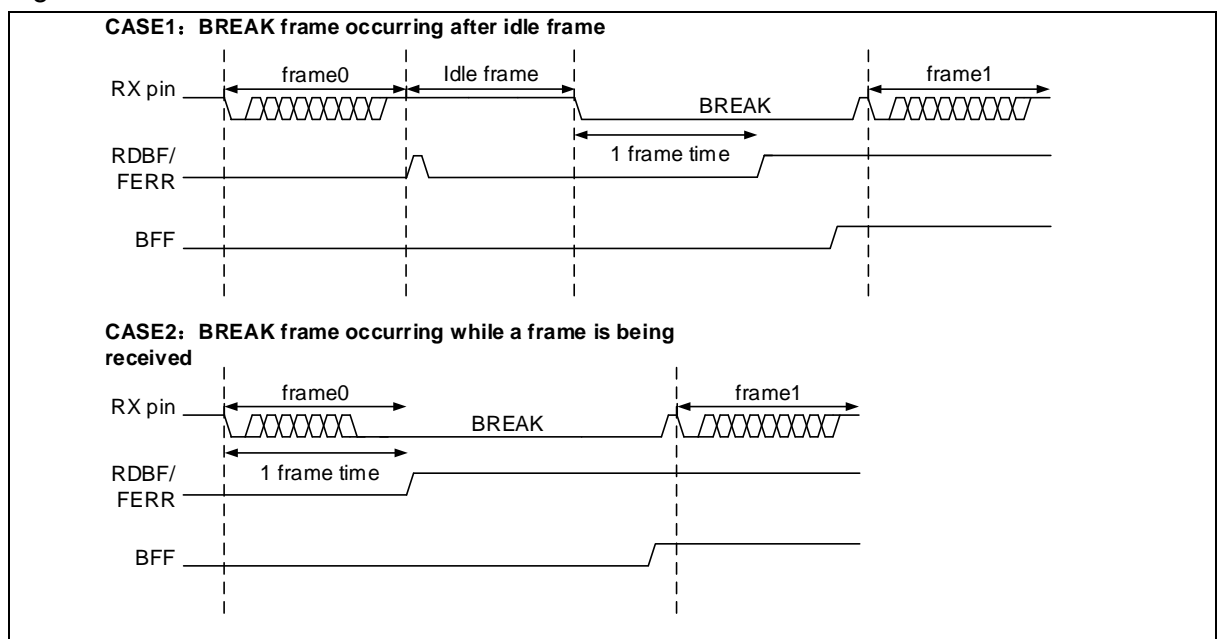 CASE1：BREAK frame occurring after idle frame
frame0
Idle frame
frame1
RX pin
BREAK
1 frame time
RDBF/
FERR
BFF
CASE2：BREAK frame occurring while a frame is being
received
frame0
frame1
RX pin
BREAK
1 frame time
RDBF/
FERR
BFF